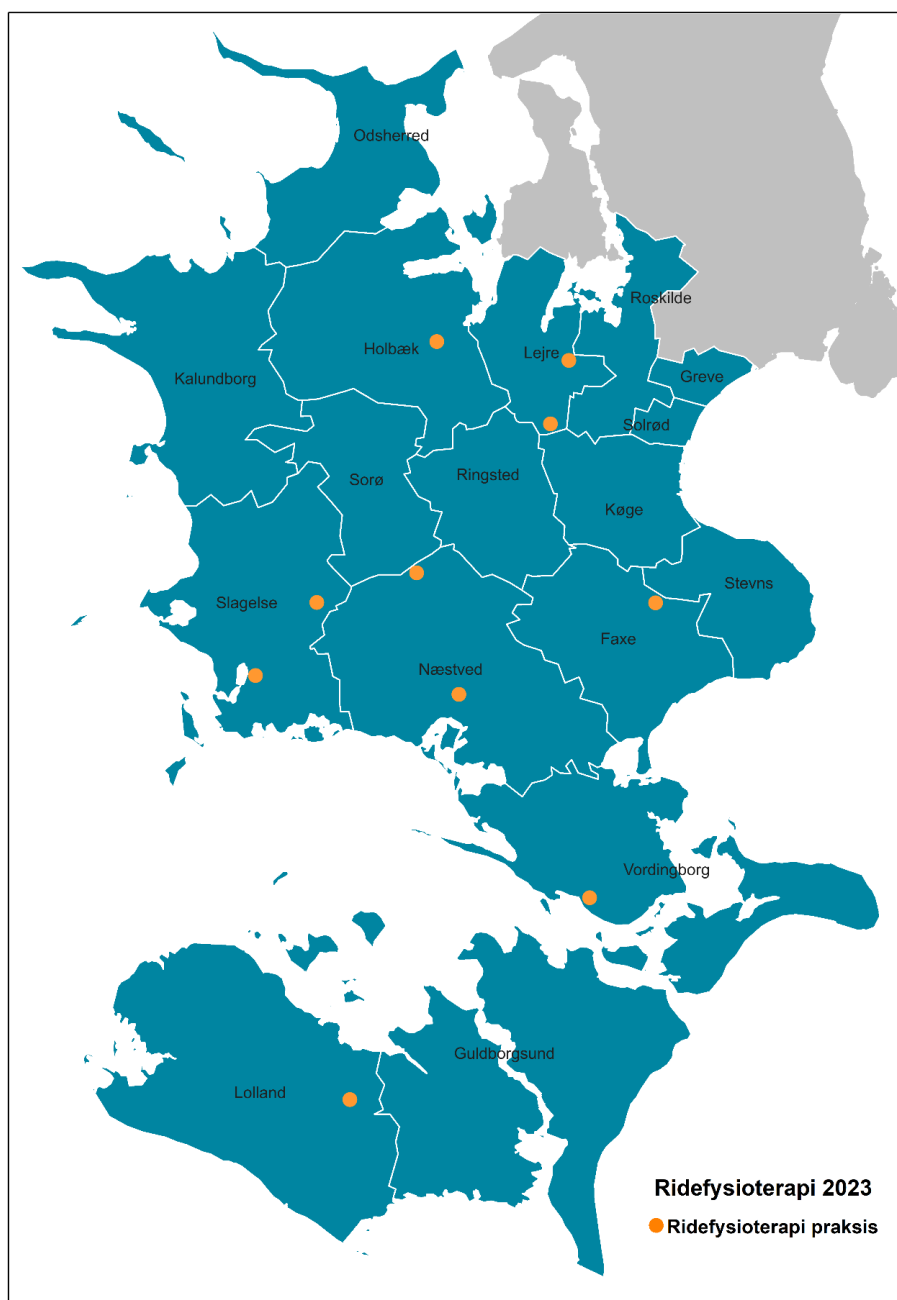 Odsherred
Roskilde
Holbæk
Lejre
Kalundborg
Greve
Solrød
Sorø
Ringsted
Køge
Slagelse
Stevns
Faxe
Næstved
Vordingborg
Guldborgsund
Lolland
Ridefysioterapi 2023
Ridefysioterapi praksis